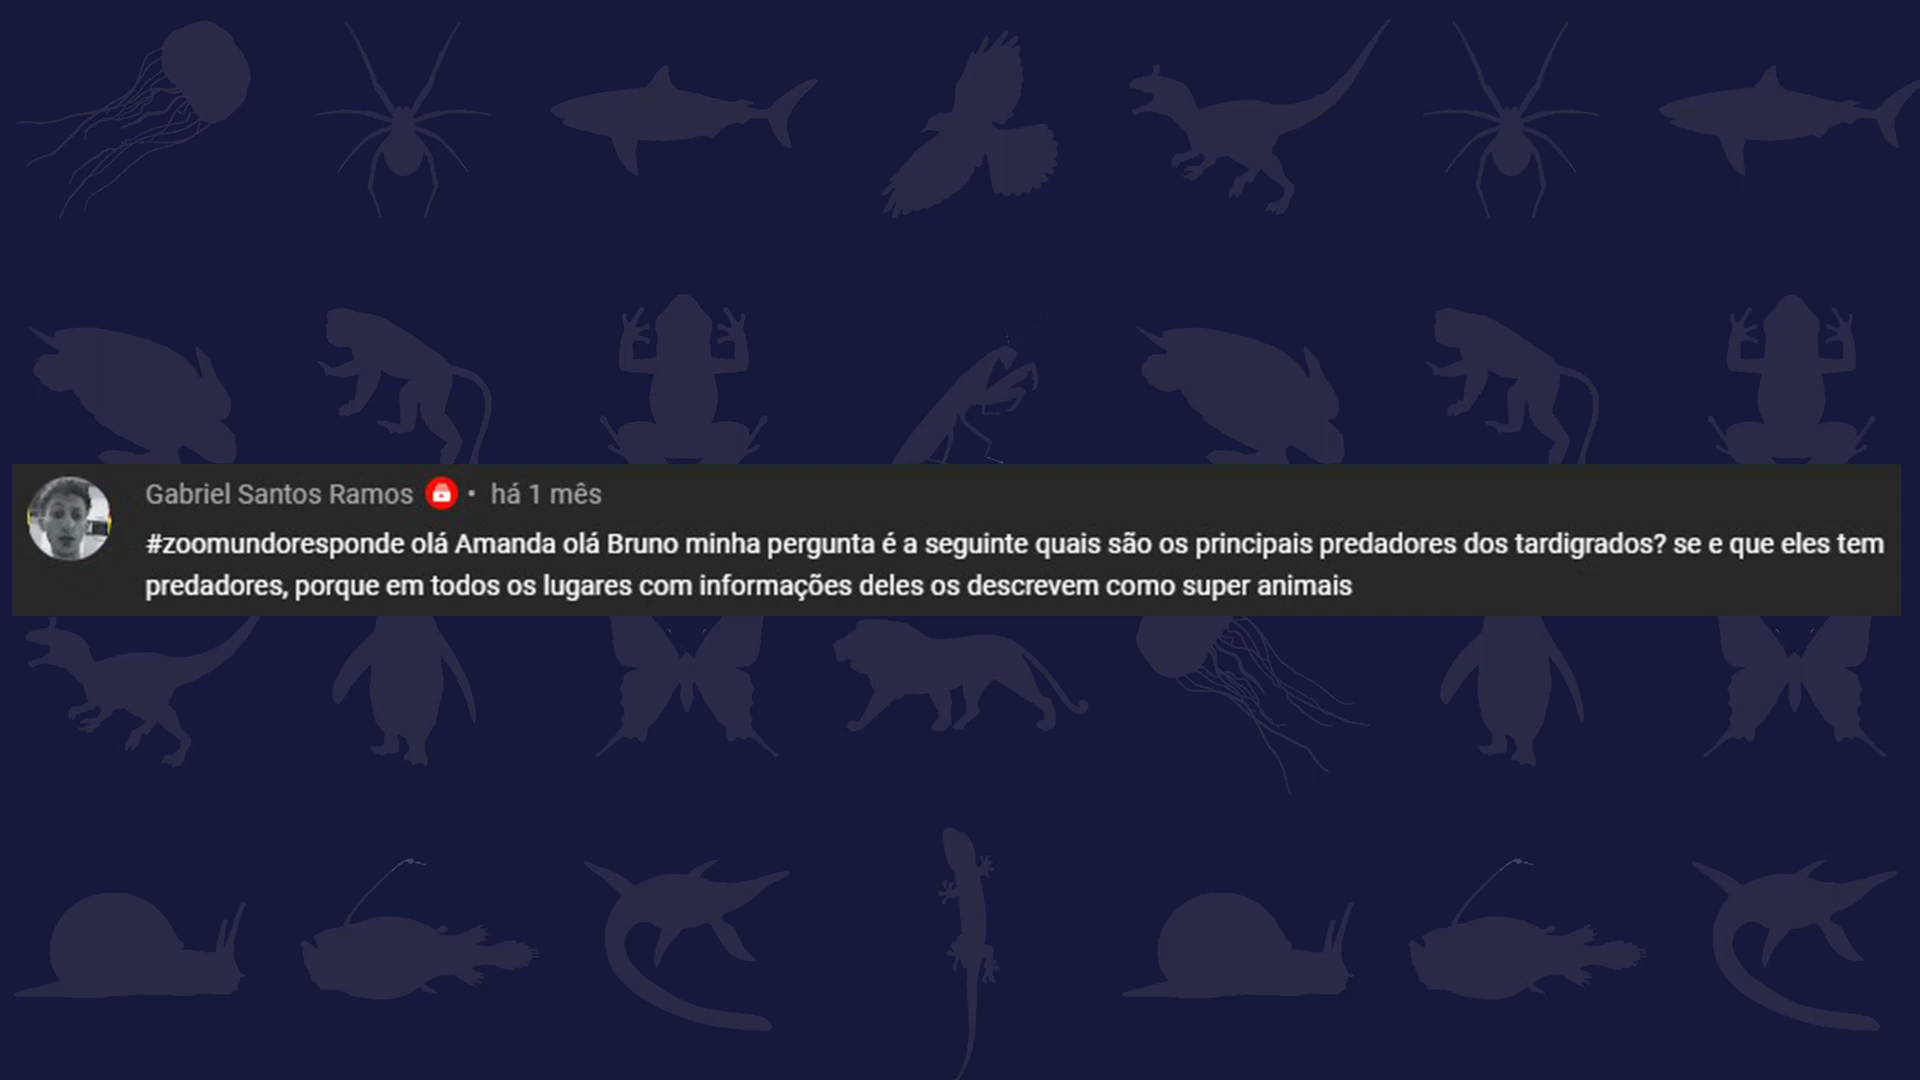 Gabriel Santos Ramos • há 1 mês
#zoomundoresponde olá Amanda olá Bruno minha pergunta é a seguinte quais são os principais predadores dos tardigrados? se e que eles tem
predadores, porque em todos os lugares com informações deles os descrevem como super animais